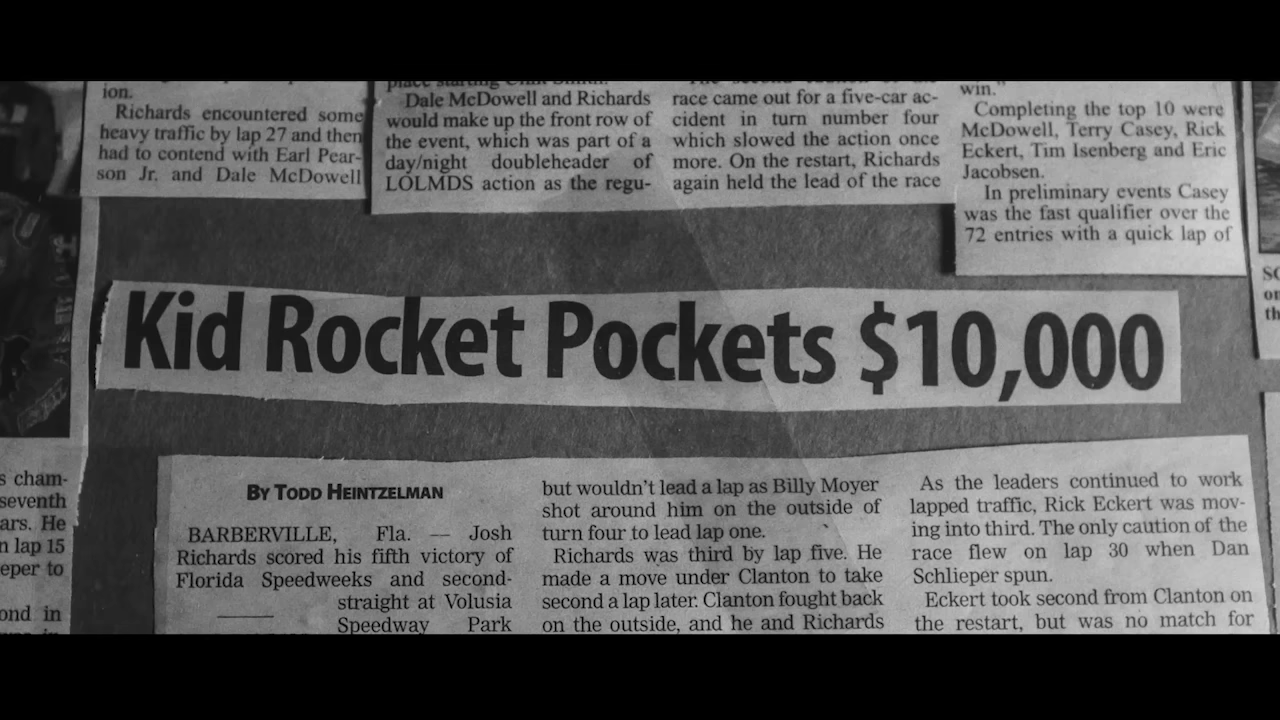 ion.
Richards encountered some
heavy traffic by lap 27 and then
had to contend with Earl Pear-
son Jr. and Dale McDowell
Dale McDowell and Richards
would make up the front row of
the event, which was part of a
day/night doubleheader of
LOLMDS action as the regu-
race came out for a five-car ac-
cident in turn number four
which slowed the action once
more. On the restart, Richards
again held the lead of the race
win."
Completing the top 10 were
McDowell, Terry Casey, Rick
Eckert, Tim Isenberg and Eric
Jacobsen.
In preliminary events Casey
was the fast qualifier over the
72 entries with a quick lap of
Kid Rocket Pockets $10,000
s cham-
seventh
ars. He
n lap 15
eper to
ond in
By Todd Heintzelman
BARBERVILLE, Fla. — Josh
Richards scored his fifth victory of
Florida Speedweeks and second-
straight at Volusia
Speedway Park
but wouldn't lead a lap as Billy Moyer
shot around him on the outside of
turn four to lead lap one.
Richards was third by lap five. He
made a move under Clanton to take
second a lap later. Clanton fought back
on the outside, and he and Richards
As the leaders continued to work
lapped traffic, Rick Eckert was mov-
ing into third. The only caution of the
race flew on lap 30 when Dan
Schlieper spun.
Eckert took second from Clanton on
the restart, but was no match for